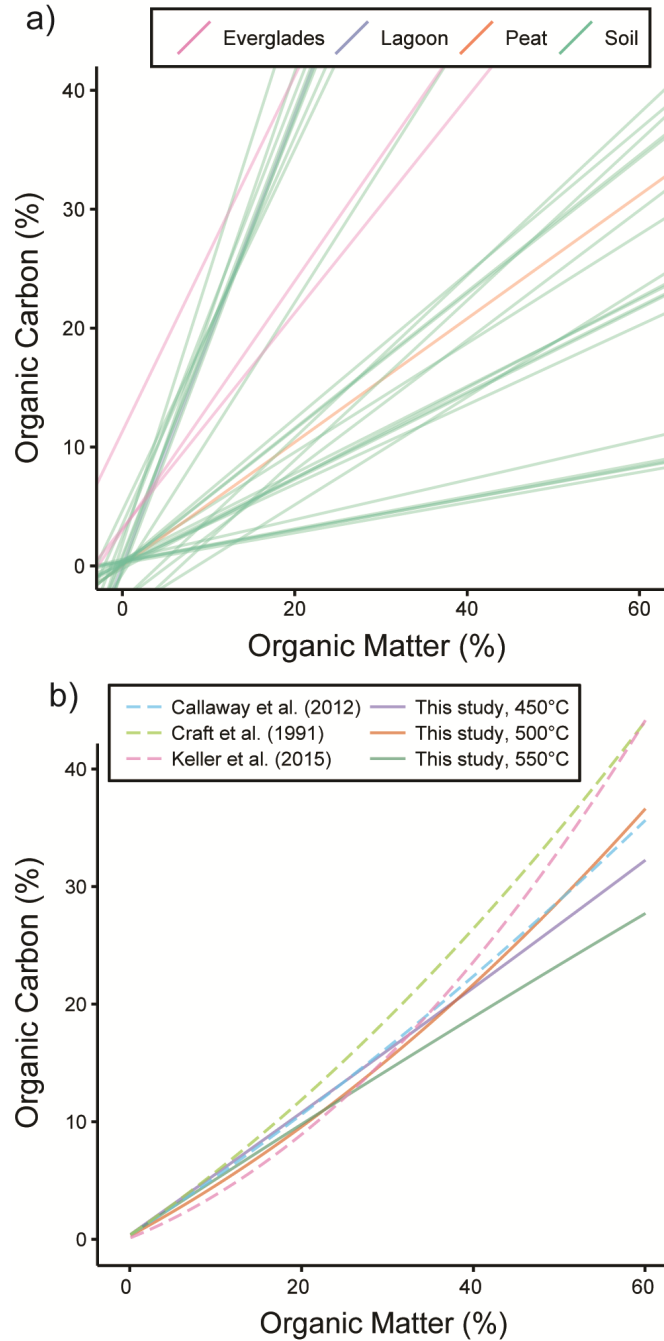 a)
Everglades Lagoon Peat Soil
40
30
20
10
0
Organic Carbon (%)
0 20 40 60
Organic Matter (%)
b)
Callaway et al. (2012) This study, 450°C
Craft et al. (1991) This study, 500°C
Keller et al. (2015) This study, 550°C
40
30
20
10
0
Organic Carbon (%)
0 20 40 60
Organic Matter (%)